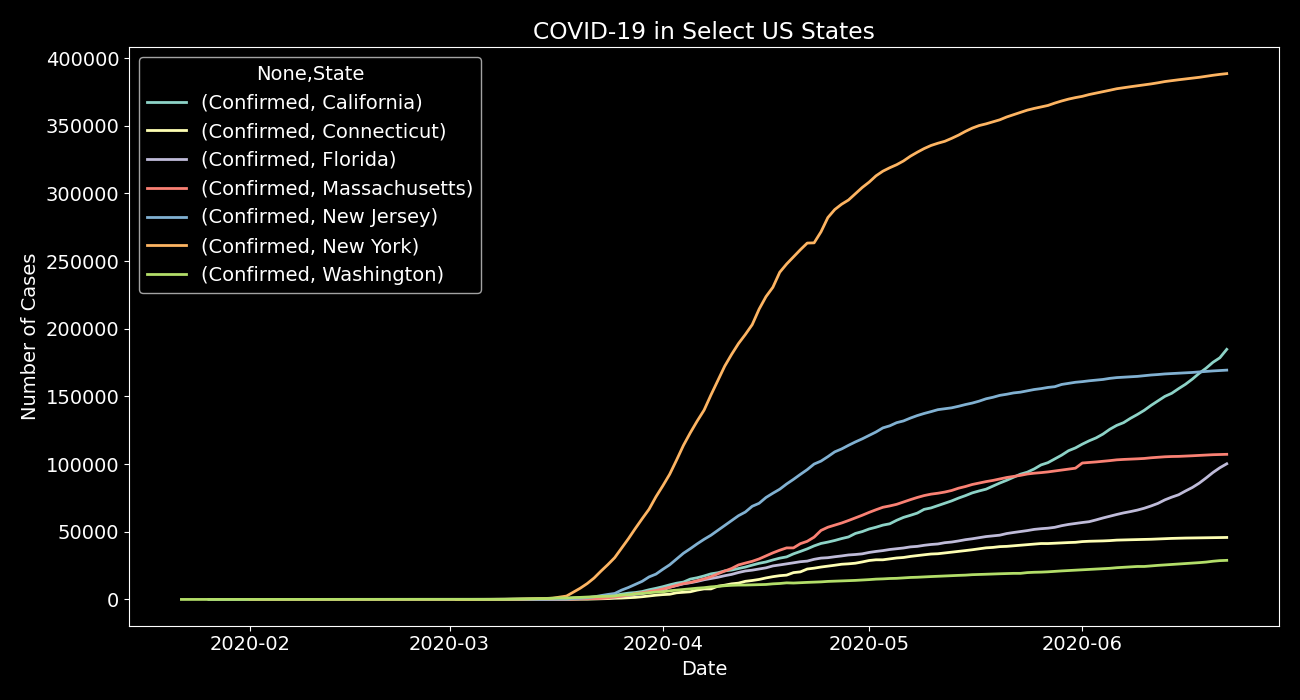 COVID-19 in Select US States
400000
350000
300000
250000
200000
150000
100000
50000
0
Number of Cases
None,State
(Confirmed, California)
(Confirmed, Connecticut)
(Confirmed, Florida)
(Confirmed, Massachusetts)
(Confirmed, New Jersey)
(Confirmed, New York)
(Confirmed, Washington)
2020-02 2020-03 2020-04 2020-05 2020-06
Date